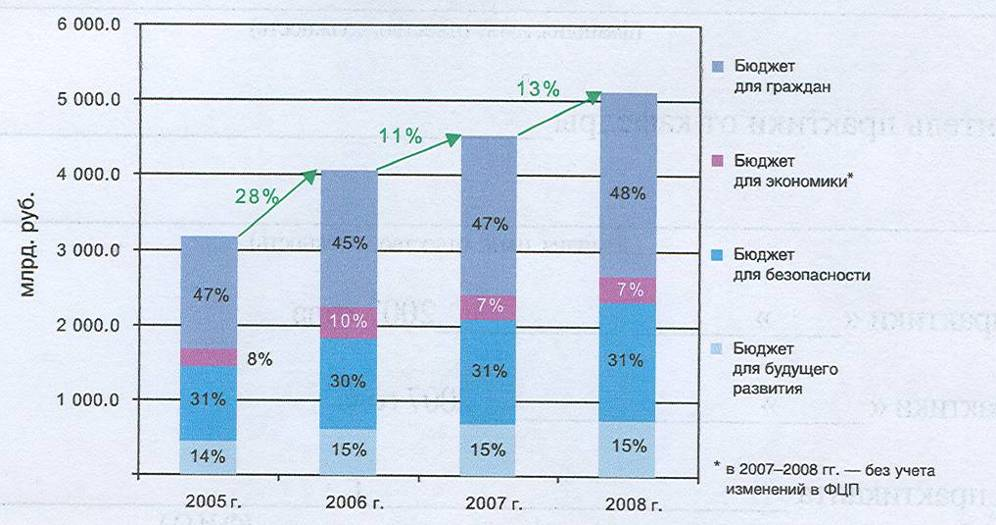 млрд. руб.
6 000.0
5 000.0
4 000.0
3 000.0
2 000.0
1 000.0
28%
11%
13%
47%
8%
31%
14%
45%
10%
30%
15%
47%
7%
31%
15%
48%
7%
31%
15%
2005 г.
2006 г.
2007 г.
2008 г.
Бюджет
для граждан
Бюджет
для экономики*
Бюджет
для безопасности
Бюджет
для будущего
развития
* в 2007–2008 гг. — без учета
изменений в ФЦП